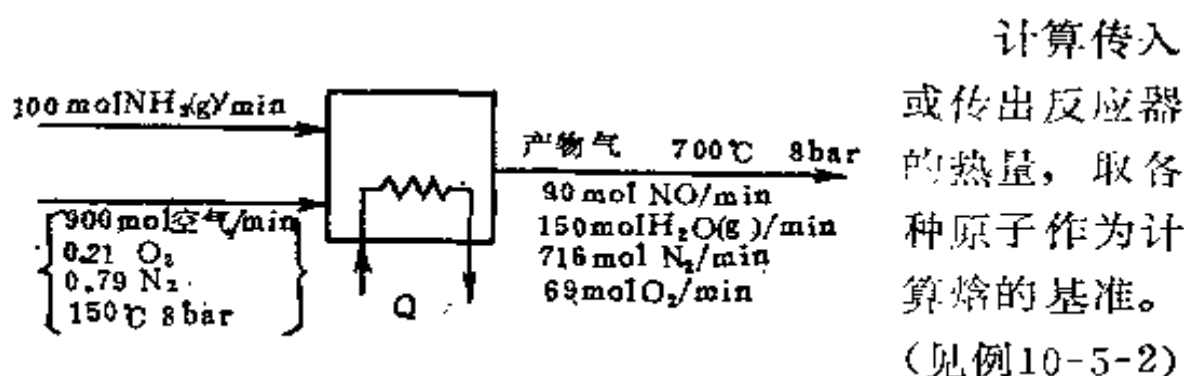 100 molNH₃(g)/min
900mol空气/min
0.21 O₂
0.79 N₂
150℃ 8bar
Q
产物气 700℃ 8bar
90 mol NO/min
150molH₂O(g)/min
716 mol N₂/min
69molO₂/min
计算传入
或传出反应器
的热量，取各
种原子作为计
算焓的基准。
（见例10-5-2）